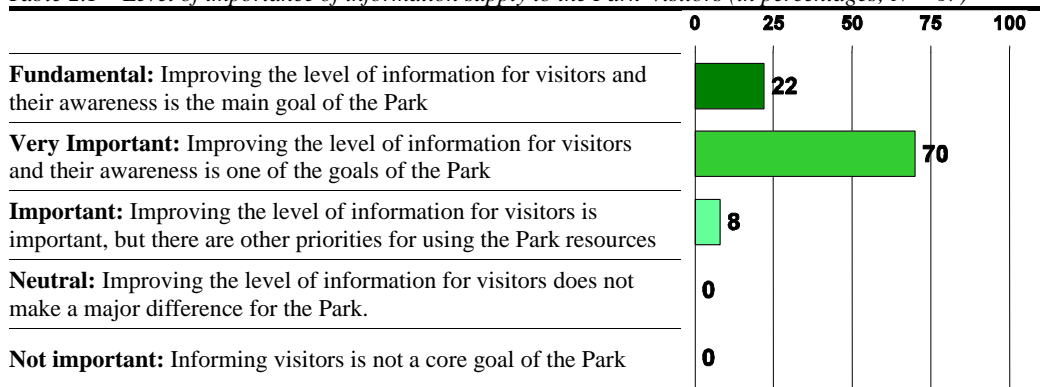 0 25 50 75 100
Fundamental: Improving the level of information for visitors and
their awareness is the main goal of the Park
22
Very Important: Improving the level of information for visitors
and their awareness is one of the goals of the Park
70
Important: Improving the level of information for visitors is
important, but there are other priorities for using the Park resources
8
Neutral: Improving the level of information for visitors does not
make a major difference for the Park.
0
Not important: Informing visitors is not a core goal of the Park
0